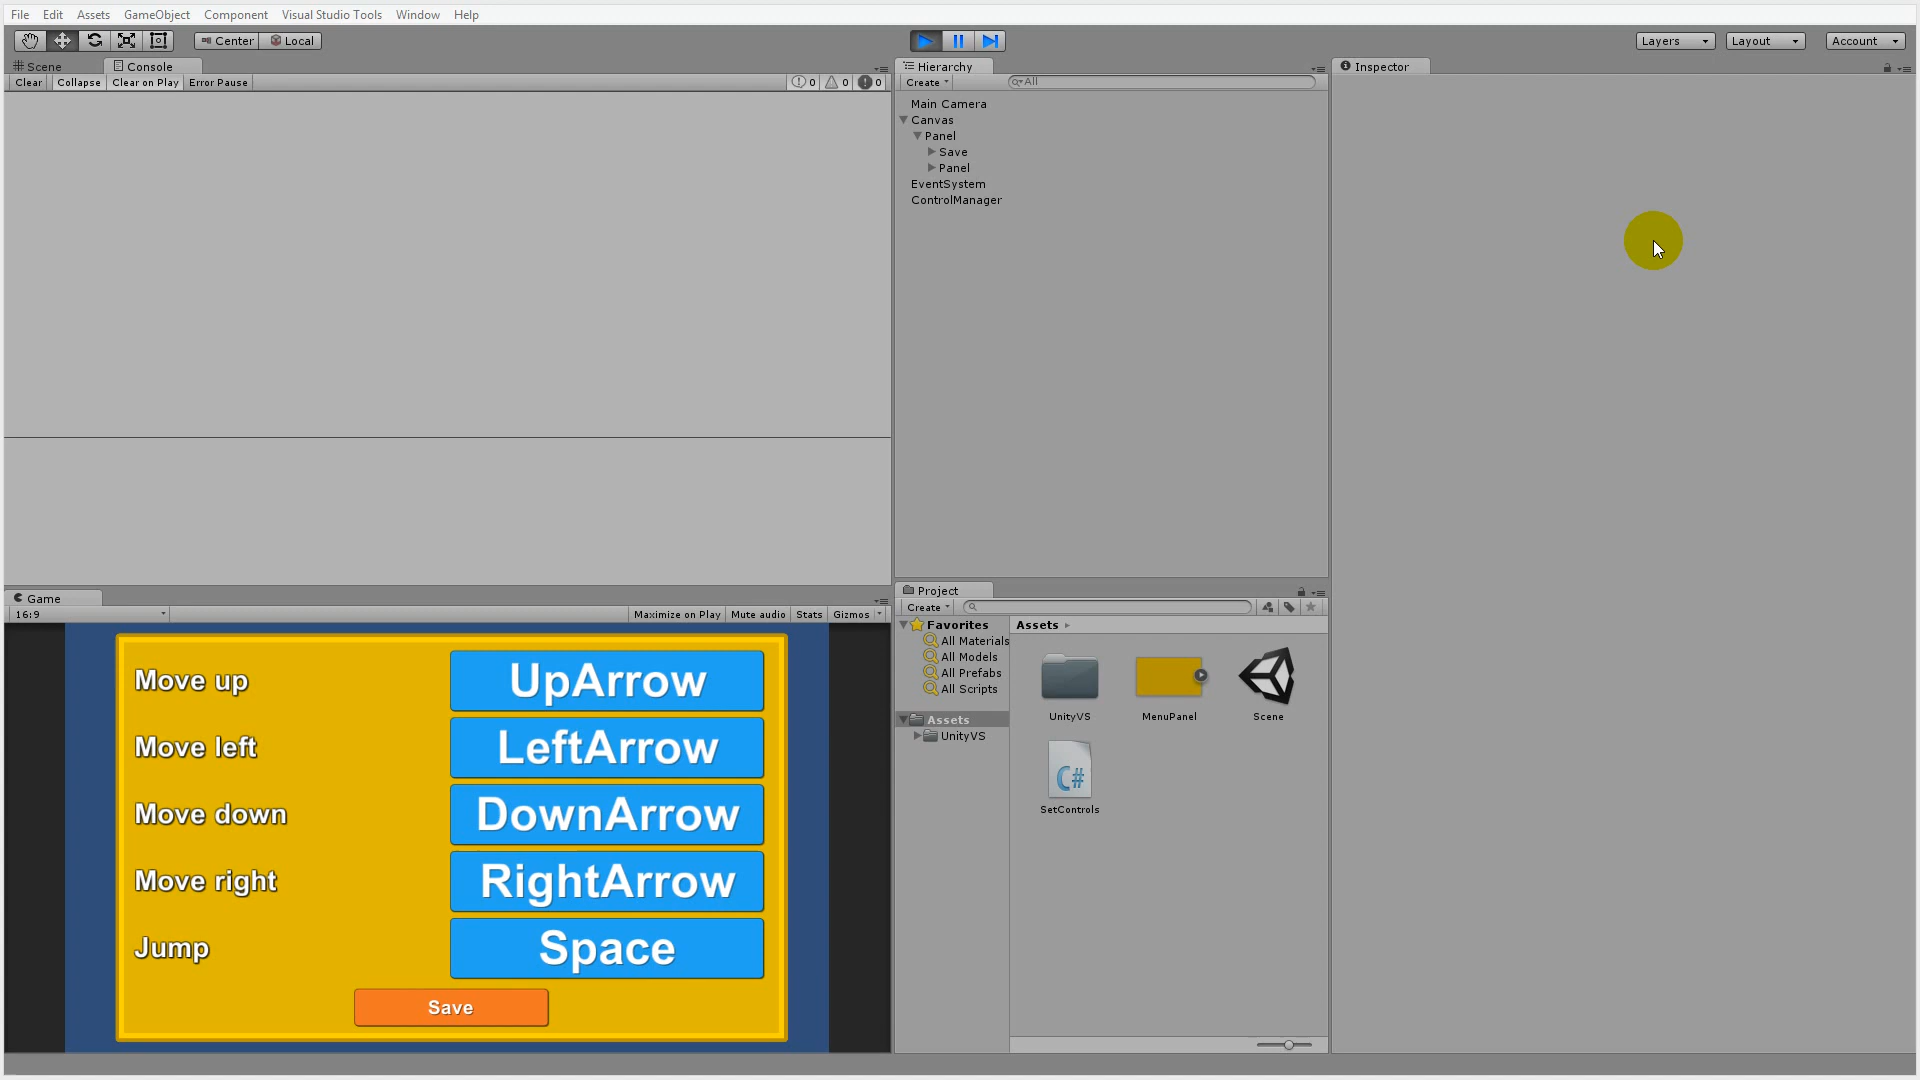 File Edit Assets GameObject Component Visual Studio Tools Window Help
Center Local
Layers Layout Account
Scene Console
Clear Collapse Clear on Play Error Pause 0 0 0
Hierarchy
Create All
Main Camera
Canvas
Panel
Save
Panel
EventSystem
ControlManager
Inspector
Game
16:9 Maximize on Play Mute audio Stats Gizmos
Move up UpArrow
Move left LeftArrow
Move down DownArrow
Move right RightArrow
Jump Space
Save
Project
Create
Favorites
All Materials
All Models
All Prefabs
All Scripts
Assets
UnityVS
Assets
UnityVS MenuPanel Scene
C#
SetControls